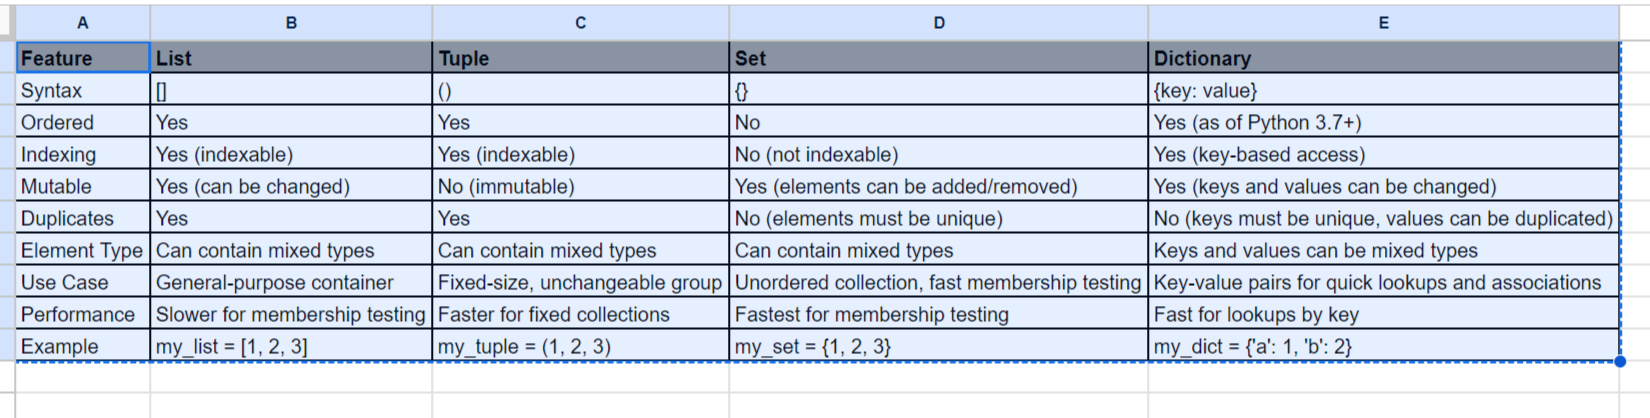 A B C D E
Feature List Tuple Set Dictionary
Syntax [] () {} {key: value}
Ordered Yes Yes No Yes (as of Python 3.7+)
Indexing Yes (indexable) Yes (indexable) No (not indexable) Yes (key-based access)
Mutable Yes (can be changed) No (immutable) Yes (elements can be added/removed) Yes (keys and values can be changed)
Duplicates Yes Yes No (elements must be unique) No (keys must be unique, values can be duplicated)
Element Type Can contain mixed types Can contain mixed types Can contain mixed types Keys and values can be mixed types
Use Case General-purpose container Fixed-size, unchangeable group Unordered collection, fast membership testing Key-value pairs for quick lookups and associations
Performance Slower for membership testing Faster for fixed collections Fastest for membership testing Fast for lookups by key
Example my_list = [1, 2, 3] my_tuple = (1, 2, 3) my_set = {1, 2, 3} my_dict = {'a': 1, 'b': 2}